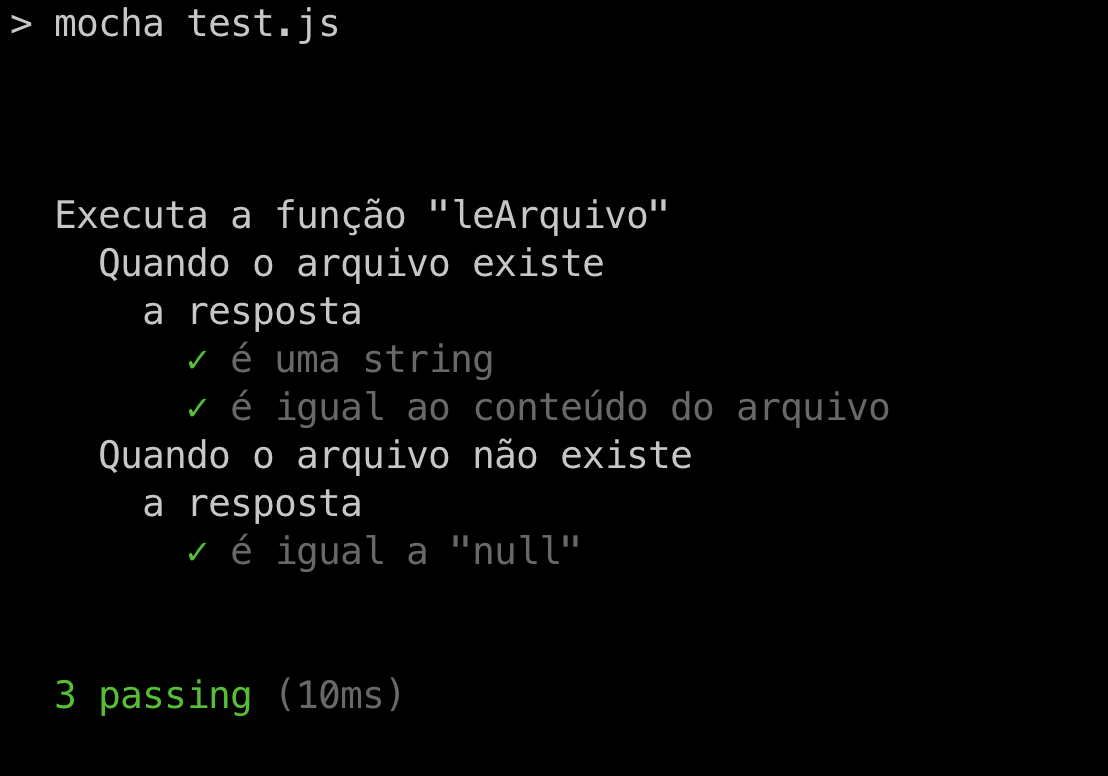 > mocha test.js
Executa a função "leArquivo"
Quando o arquivo existe
a resposta
✓ é uma string
✓ é igual ao conteúdo do arquivo
Quando o arquivo não existe
a resposta
✓ é igual a "null"
3 passing (10ms)